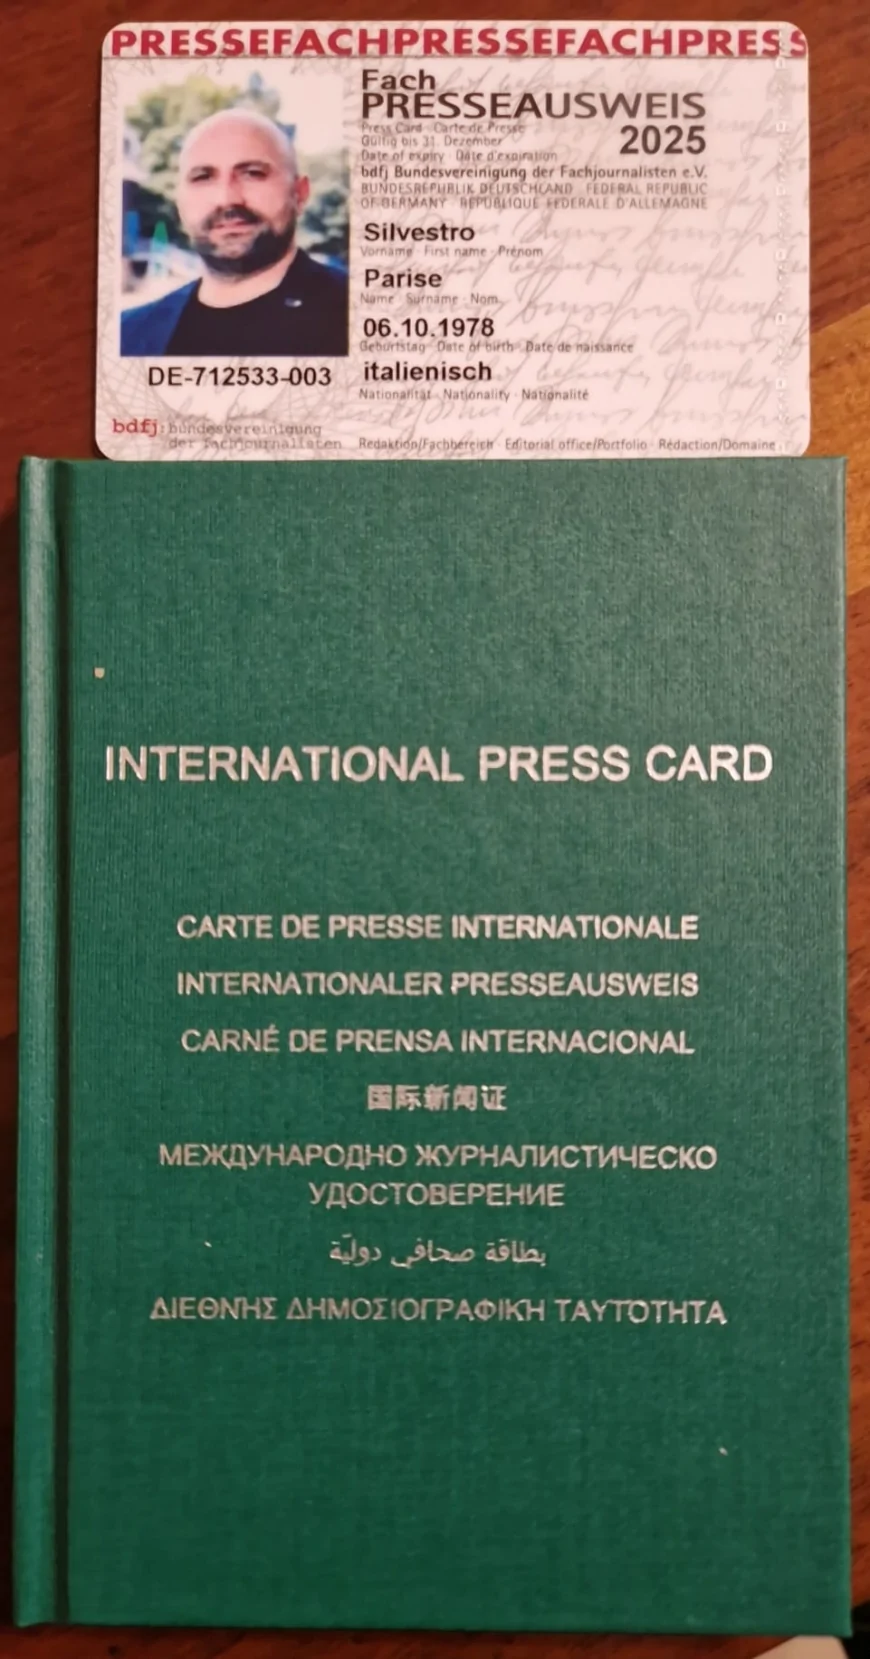 PRESSEFACHPRESSEFACHPRESS
Fach
PRESSEAUSWEIS
Press Card · Carte de Presse
2025
Gültig bis 31. Dezember
Date of expiry · Date d'expiration
bdfj Bundesvereinigung der Fachjournalisten e.V.
BUNDESREPUBLIK DEUTSCHLAND · FEDERAL REPUBLIC
OF GERMANY · REPUBLIQUE FEDERALE D'ALLEMAGNE
Silvestro
Vorname · First name · Prénom
Parise
Name · Surname · Nom
06.10.1978
Geburtstag · Date of birth · Date de naissance
DE-712533-003
italienisch
Nationalität · Nationality · Nationalité
bdfj: bundesvereinigung
der fachjournalisten
Redaktion/Fachbereich · Editorial office/Portfolio · Rédaction/Domaine
INTERNATIONAL PRESS CARD
CARTE DE PRESSE INTERNATIONALE
INTERNATIONALER PRESSEAUSWEIS
CARNÉ DE PRENSA INTERNACIONAL
国际新闻证
МЕЖДУНАРОДНО ЖУРНАЛИСТИЧЕСКО
УДОСТОВЕРЕНИЕ
بطاقة صحافي دوليّة
ΔΙΕΘΝΗΣ ΔΗΜΟΣΙΟΓΡΑΦΙΚΗ ΤΑΥΤΟΤΗΤΑ